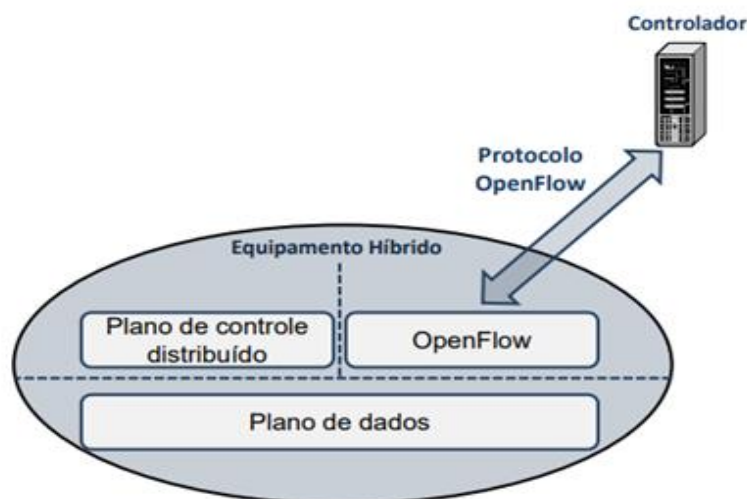 Controlador
Protocolo
OpenFlow
Equipamento Híbrido
Plano de controle
distribuído
OpenFlow
Plano de dados